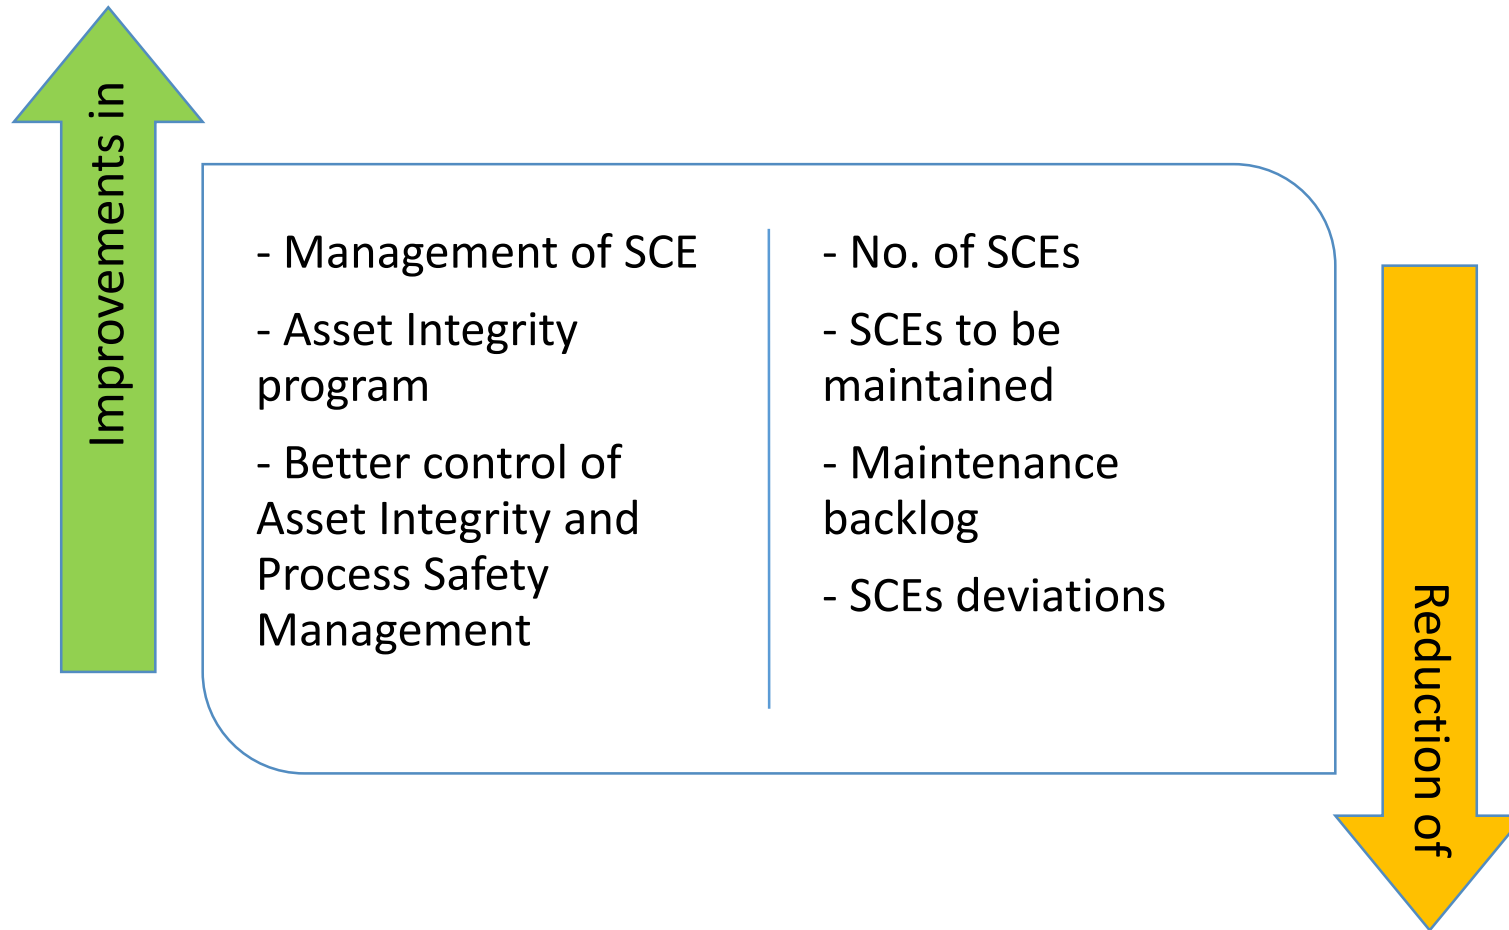 Improvements in
- Management of SCE
- Asset Integrity
program
- Better control of
Asset Integrity and
Process Safety
Management
- No. of SCEs
- SCEs to be
maintained
- Maintenance
backlog
- SCEs deviations
Reduction of